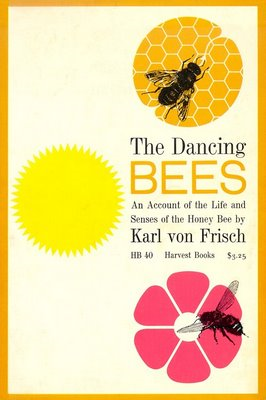 The Dancing
BEES
An Account of the Life and
Senses of the Honey Bee by
Karl von Frisch
HB 40 Harvest Books $3.25